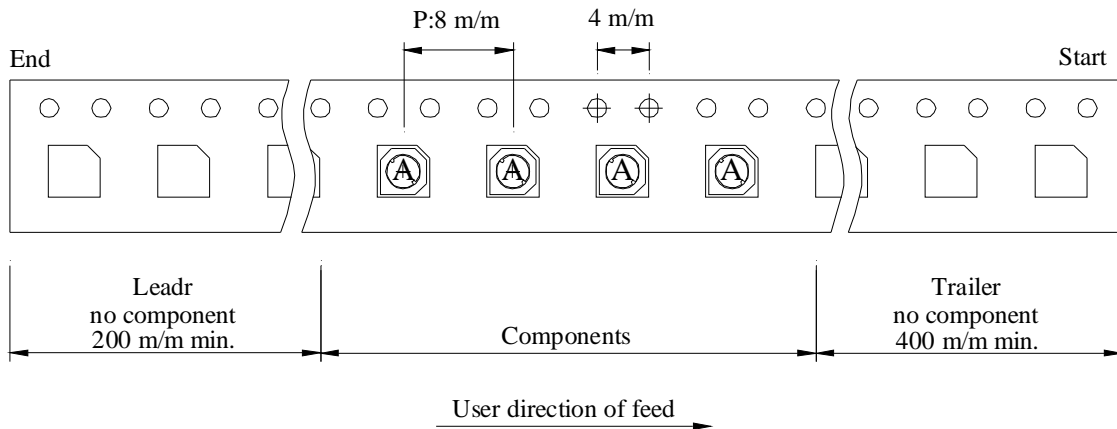 P:8 m/m
4 m/m
End
Start
A A A A
Leadr
no component
200 m/m min.
Components
Trailer
no component
400 m/m min.
User direction of feed